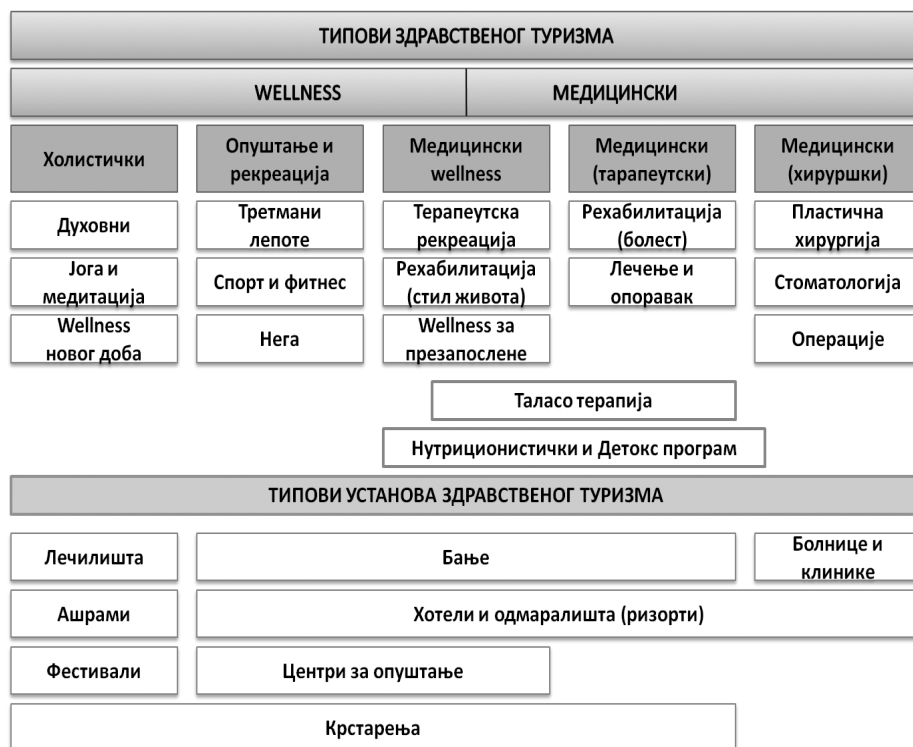 ТИПОВИ ЗДРАВСТВЕНОГ ТУРИЗМА
WELLNESS
МЕДИЦИНСКИ
Холистички
Опуштање и
рекреација
Медицински
wellness
Медицински
(тарапеутски)
Медицински
(хируршки)
Духовни
Третмани
лепоте
Терапеутска
рекреација
Рехабилитација
(болест)
Пластична
хирургија
Јога и
медитација
Спорт и фитнес
Рехабилитација
(стил живота)
Лечење и
опоравак
Стоматологија
Wellness
новог доба
Нега
Wellness за
презапослене
Операције
Таласо терапија
Нутриционистички и Детокс програм
ТИПОВИ УСТАНОВА ЗДРАВСТВЕНОГ ТУРИЗМА
Лечилишта
Бање
Болнице и
клинике
Ашрами
Хотели и одмаралишта (ризорти)
Фестивали
Центри за опуштање
Крстарења